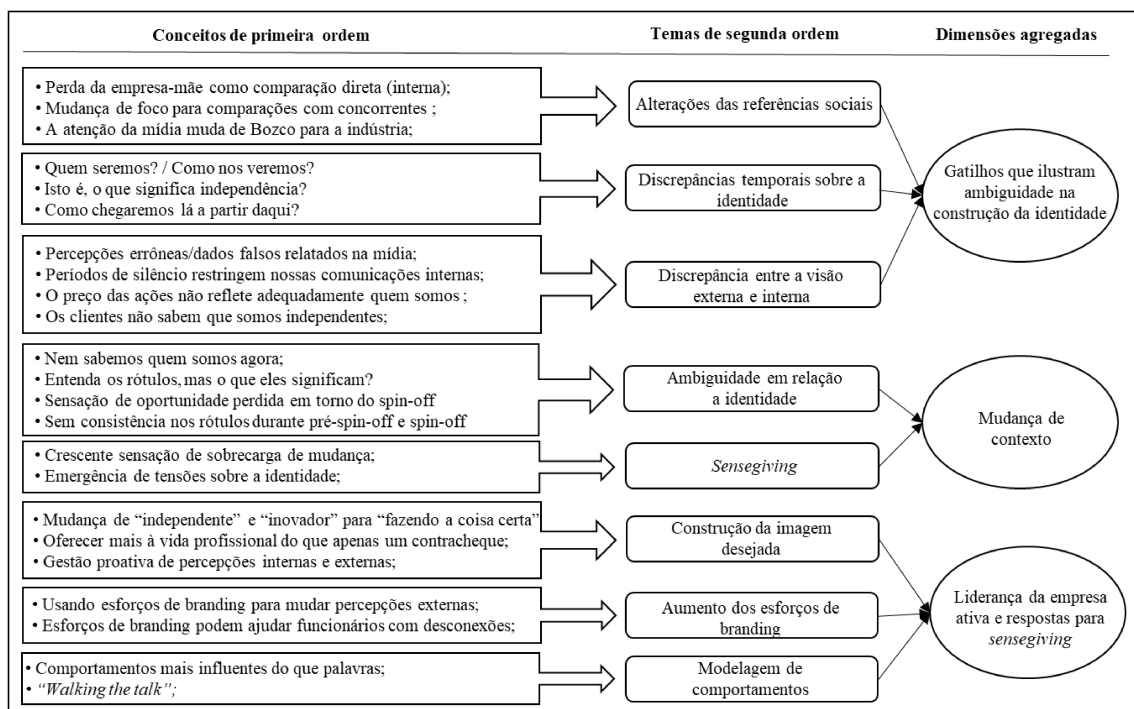 Conceitos de primeira ordem
Temas de segunda ordem
Dimensões agregadas
• Perda da empresa-mãe como comparação direta (interna);
• Mudança de foco para comparações com concorrentes ;
• A atenção da mídia muda de Bozco para a indústria;
Alterações das referências sociais
• Quem seremos? / Como nos veremos?
• Isto é, o que significa independência?
• Como chegaremos lá a partir daqui?
Discrepâncias temporais sobre a
identidade
• Percepções errôneas/dados falsos relatados na mídia;
• Períodos de silêncio restringem nossas comunicações internas;
• O preço das ações não reflete adequadamente quem somos ;
• Os clientes não sabem que somos independentes;
Discrepância entre a visão
externa e interna
Gatilhos que ilustram
ambiguidade na
construção da identidade
• Nem sabemos quem somos agora;
• Entenda os rótulos, mas o que eles significam?
• Sensação de oportunidade perdida em torno do spin-off
• Sem consistência nos rótulos durante pré-spin-off e spin-off
Ambiguidade em relação
a identidade
• Crescente sensação de sobrecarga de mudança;
• Emergência de tensões sobre a identidade;
Sensegiving
Mudança de
contexto
• Mudança de “independente” e “inovador” para “fazendo a coisa certa”
• Oferecer mais à vida profissional do que apenas um contracheque;
• Gestão proativa de percepções internas e externas;
Construção da imagem
desejada
• Usando esforços de branding para mudar percepções externas;
• Esforços de branding podem ajudar funcionários com desconexões;
Aumento dos esforços de
branding
• Comportamentos mais influentes do que palavras;
• “Walking the talk”;
Modelagem de
comportamentos
Liderança da empresa
ativa e respostas para
sensegiving